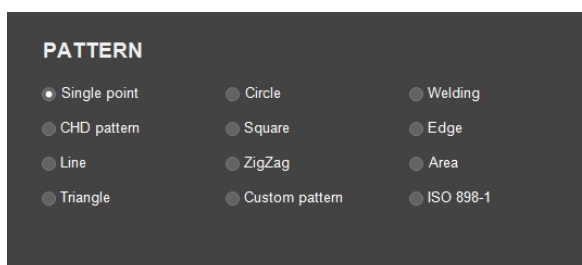 PATTERN
Single point Circle Welding
CHD pattern Square Edge
Line ZigZag Area
Triangle Custom pattern ISO 898-1